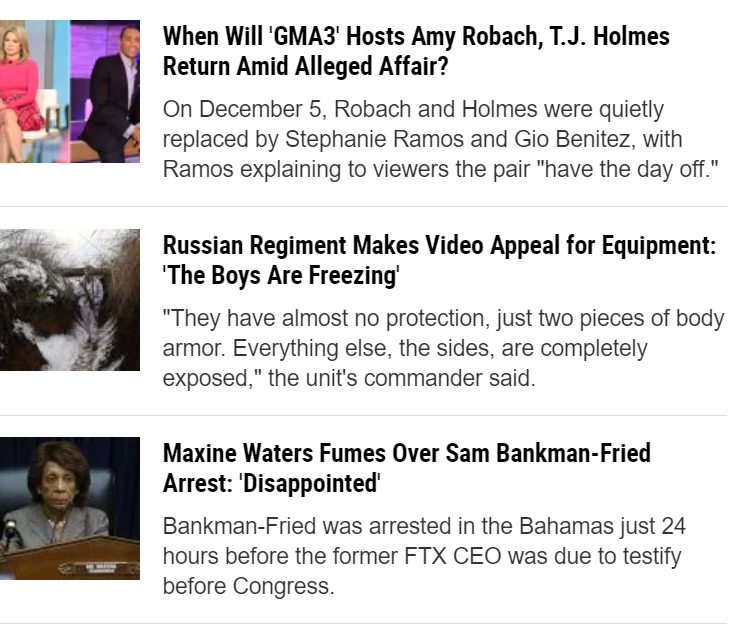 When Will 'GMA3' Hosts Amy Robach, T.J. Holmes
Return Amid Alleged Affair?
On December 5, Robach and Holmes were quietly
replaced by Stephanie Ramos and Gio Benitez, with
Ramos explaining to viewers the pair "have the day off."
Russian Regiment Makes Video Appeal for Equipment:
'The Boys Are Freezing'
"They have almost no protection, just two pieces of body
armor. Everything else, the sides, are completely
exposed," the unit's commander said.
Maxine Waters Fumes Over Sam Bankman-Fried
Arrest: 'Disappointed'
Bankman-Fried was arrested in the Bahamas just 24
hours before the former FTX CEO was due to testify
before Congress.